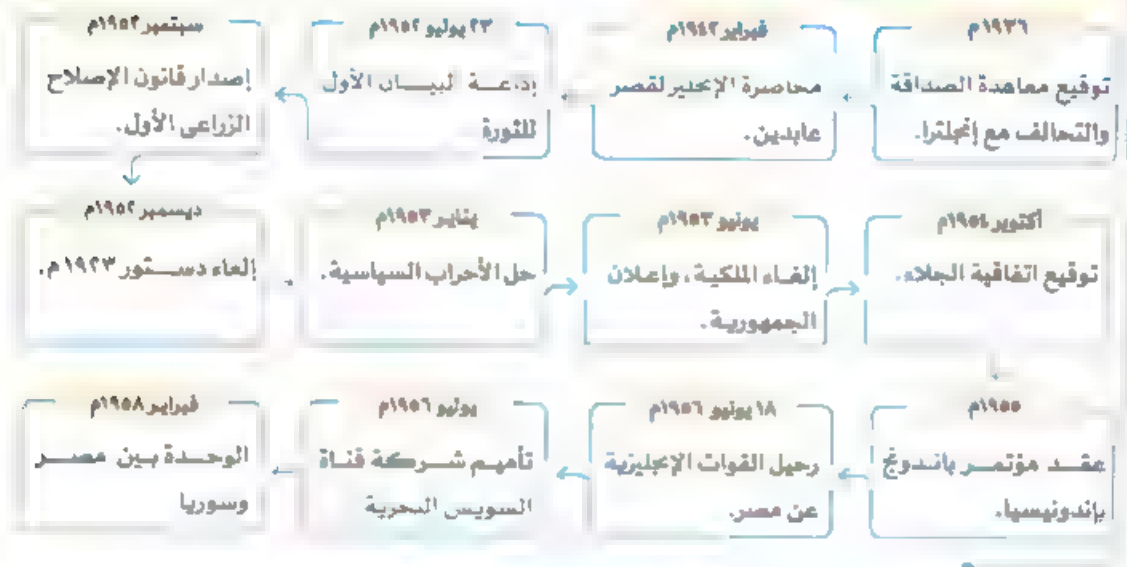 ١٩٣٦م
توقيع معاهدة الصداقة
والتحالف مع إنجلترا.
فبراير ١٩٤٢م
محاصرة الإنجليز لقصر
عابدين.
٢٣ يوليو ١٩٥٢م
إذاعة البيان الأول
للثورة
سبتمبر ١٩٥٢م
إصدار قانون الإصلاح
الزراعى الأول.
ديسمبر ١٩٥٢م
إلغاء دستور ١٩٢٣م.
يناير ١٩٥٣م
حل الأحزاب السياسية.
يونيو ١٩٥٣م
إلغاء الملكية، وإعلان
الجمهورية.
أكتوبر ١٩٥٤م
توقيع اتفاقية الجلاء.
١٩٥٥م
عقد مؤتمر باندونج
بإندونيسيا.
١٨ يونيو ١٩٥٦م
رحيل القوات الإنجليزية
عن مصر.
يوليو ١٩٥٦م
تأميم شركة قناة
السويس البحرية
فبراير ١٩٥٨م
الوحدة بين مصر
وسوريا